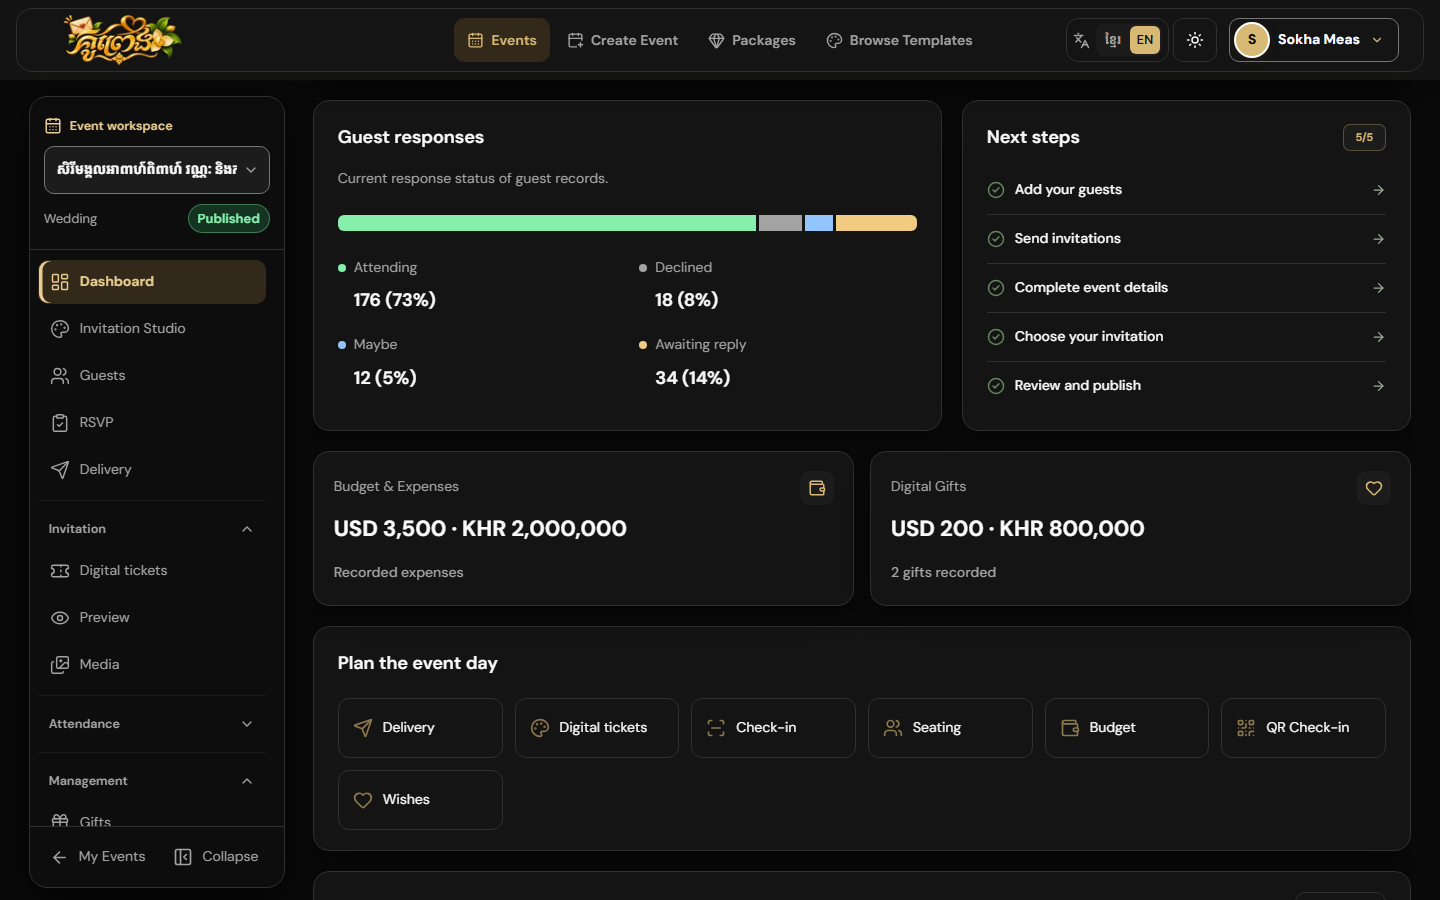 Events
Create Event
Packages
Browse Templates
ខ្មែរ
EN
S
Sokha Meas
Event workspace
Wedding
Published
Dashboard
Invitation Studio
Guests
RSVP
Delivery
Invitation
Digital tickets
Preview
Media
Attendance
Management
Gifts
My Events
Collapse
Guest responses
Current response status of guest records.
Attending
176 (73%)
Declined
18 (8%)
Maybe
12 (5%)
Awaiting reply
34 (14%)
Next steps
5/5
Add your guests
Send invitations
Complete event details
Choose your invitation
Review and publish
Budget & Expenses
USD 3,500 · KHR 2,000,000
Recorded expenses
Digital Gifts
USD 200 · KHR 800,000
2 gifts recorded
Plan the event day
Delivery
Digital tickets
Check-in
Seating
Budget
QR Check-in
Wishes